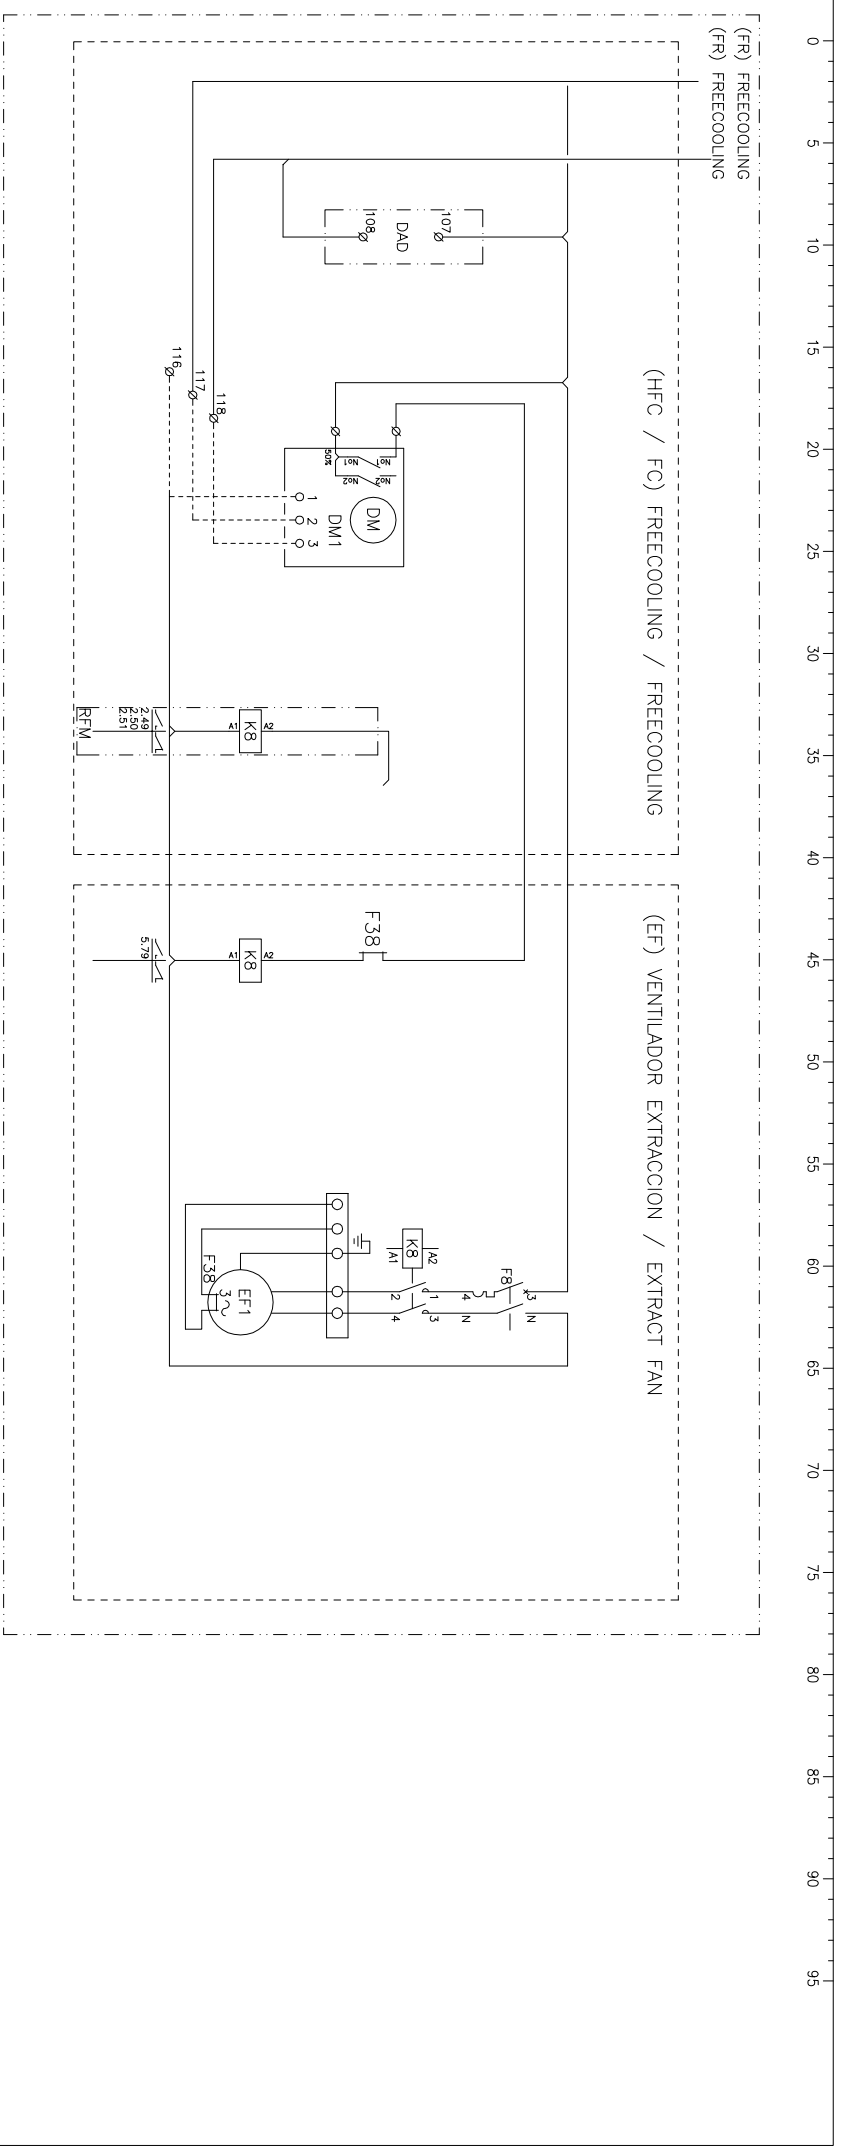 0 5 10 15 20 25 30 35 40 45 50 55 60 65 70 75 80 85 90 95
(FR) FREECOOLING
(FR) FREECOOLING
(HFC / FC) FREECOOLING / FREECOOLING
(EF) VENTILADOR EXTRACCION / EXTRACT FAN
107
DAD
108
116
117
118
No1 No2
No1 No2
50%
DM
DM1
1 2 3
A2
K8
A1
2.49
2.50
2.51
RFM
F38
A2
K8
A1
5.79
F8
3 N
4 N
A2
K8
A1
1 3
2 4
EF1
3
F38